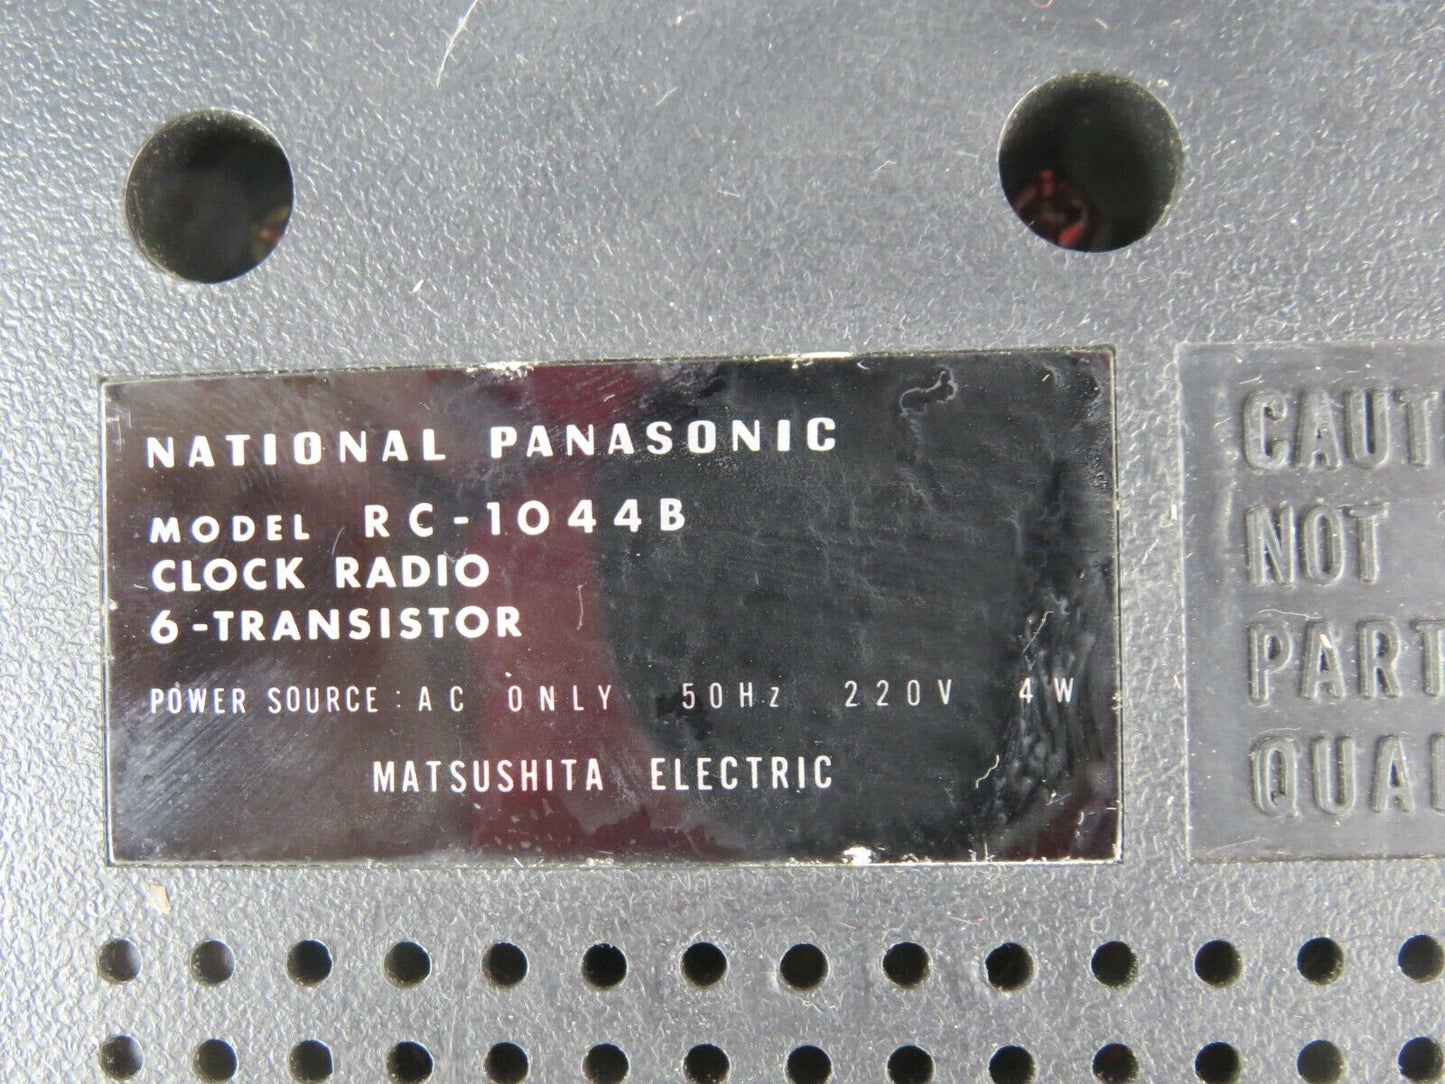 NATIONAL PANASONIC
MODEL RC-1044B
CLOCK RADIO
6-TRANSISTOR
POWER SOURCE: AC ONLY 50Hz 220V 4W
MATSUSHITA ELECTRIC
NOT